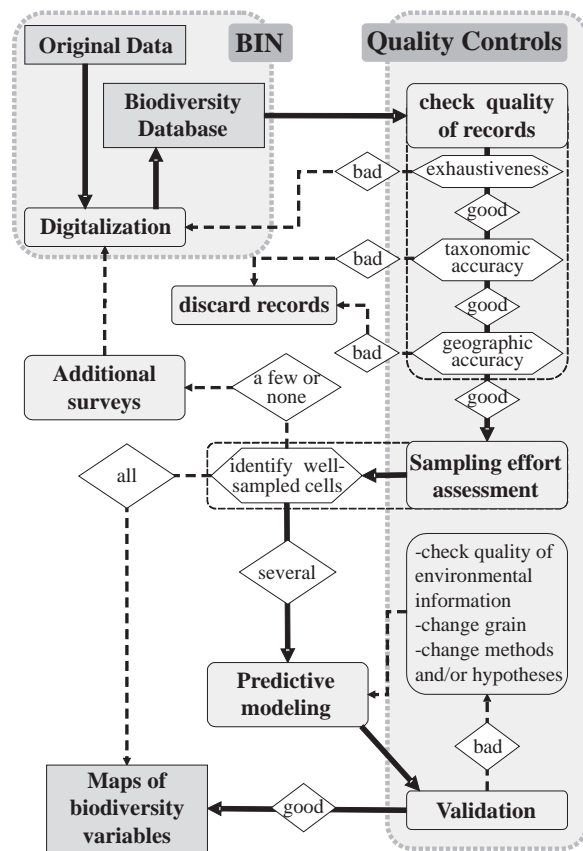 Original Data
BIN
Quality Controls
Biodiversity
Database
check quality
of records
bad
exhaustiveness
good
Digitalization
bad
taxonomic
accuracy
discard records
good
bad
geographic
accuracy
Additional
surveys
a few or
none
good
all
identify well-
sampled cells
Sampling effort
assessment
several
-check quality of
environmental
information
-change grain
-change methods
and/or hypotheses
Predictive
modeling
bad
Maps of
biodiversity
variables
good
Validation